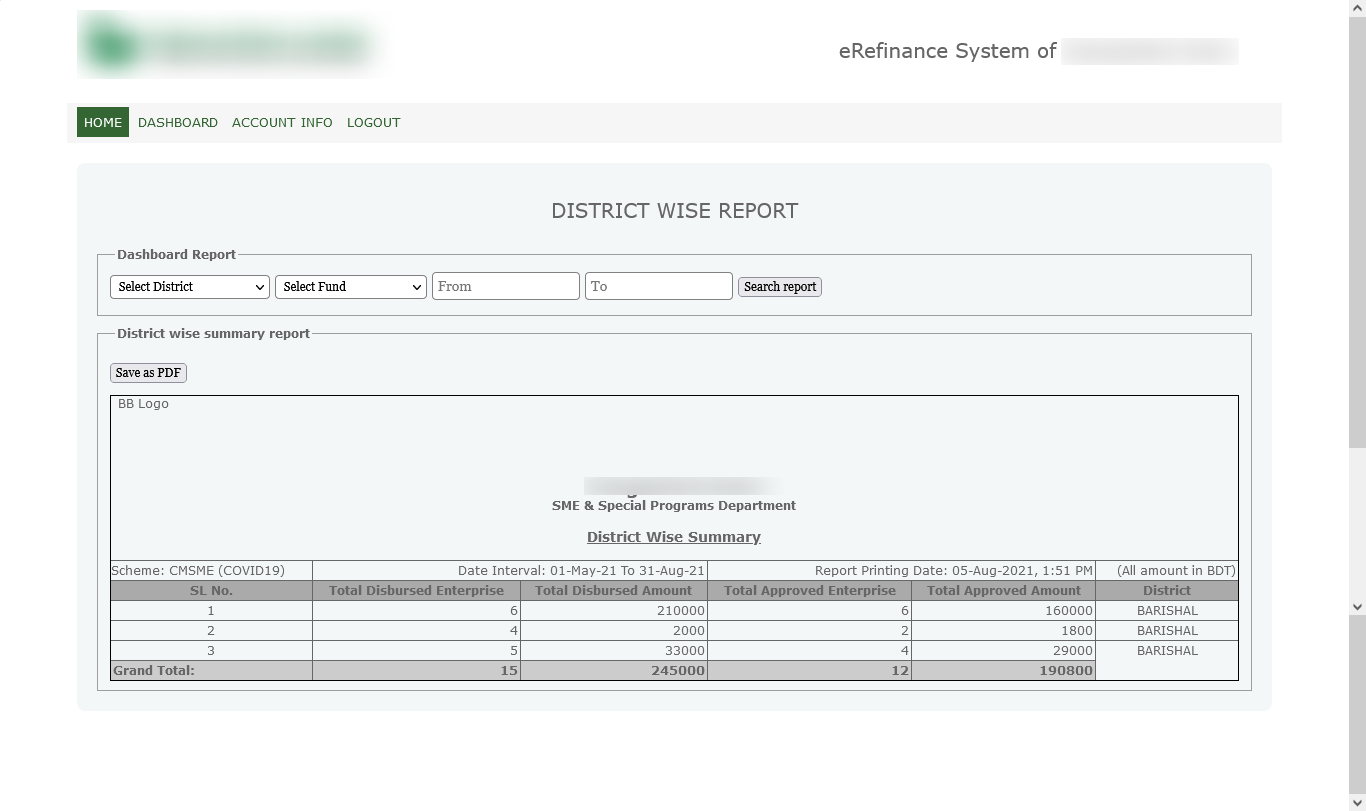 eRefinance System of
HOME DASHBOARD ACCOUNT INFO LOGOUT
DISTRICT WISE REPORT
Dashboard Report
Select District Select Fund From To Search report
District wise summary report
Save as PDF
BB Logo
SME & Special Programs Department
District Wise Summary
Scheme: CMSME (COVID19) Date Interval: 01-May-21 To 31-Aug-21 Report Printing Date: 05-Aug-2021, 1:51 PM (All amount in BDT)
SL No. Total Disbursed Enterprise Total Disbursed Amount Total Approved Enterprise Total Approved Amount District
1 6 210000 6 160000 BARISHAL
2 4 2000 2 1800 BARISHAL
3 5 33000 4 29000 BARISHAL
Grand Total: 15 245000 12 190800